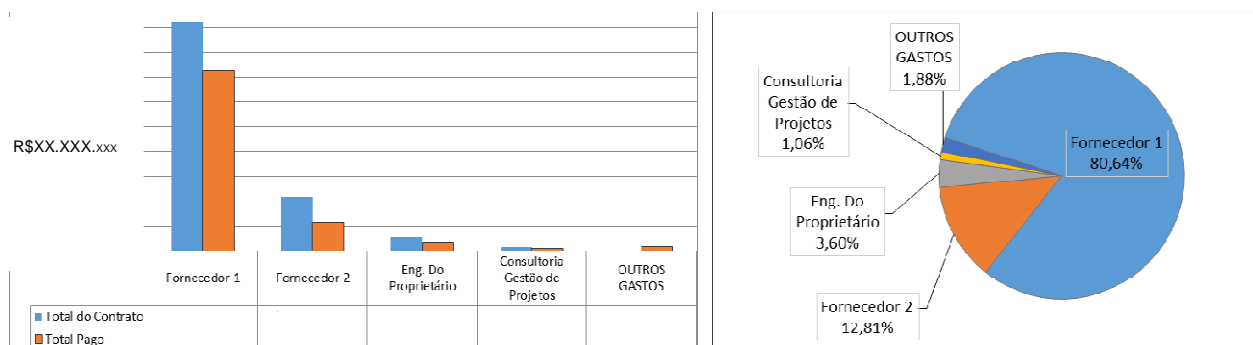 R$XX.XXX.xxx
Fornecedor 1
Fornecedor 2
Eng. Do
Proprietário
Consultoria
Gestão de
Projetos
OUTROS
GASTOS
Total do Contrato
Total Pago
OUTROS
GASTOS
1,88%
Consultoria
Gestão de
Projetos
1,06%
Eng. Do
Proprietário
3,60%
Fornecedor 2
12,81%
Fornecedor 1
80,64%